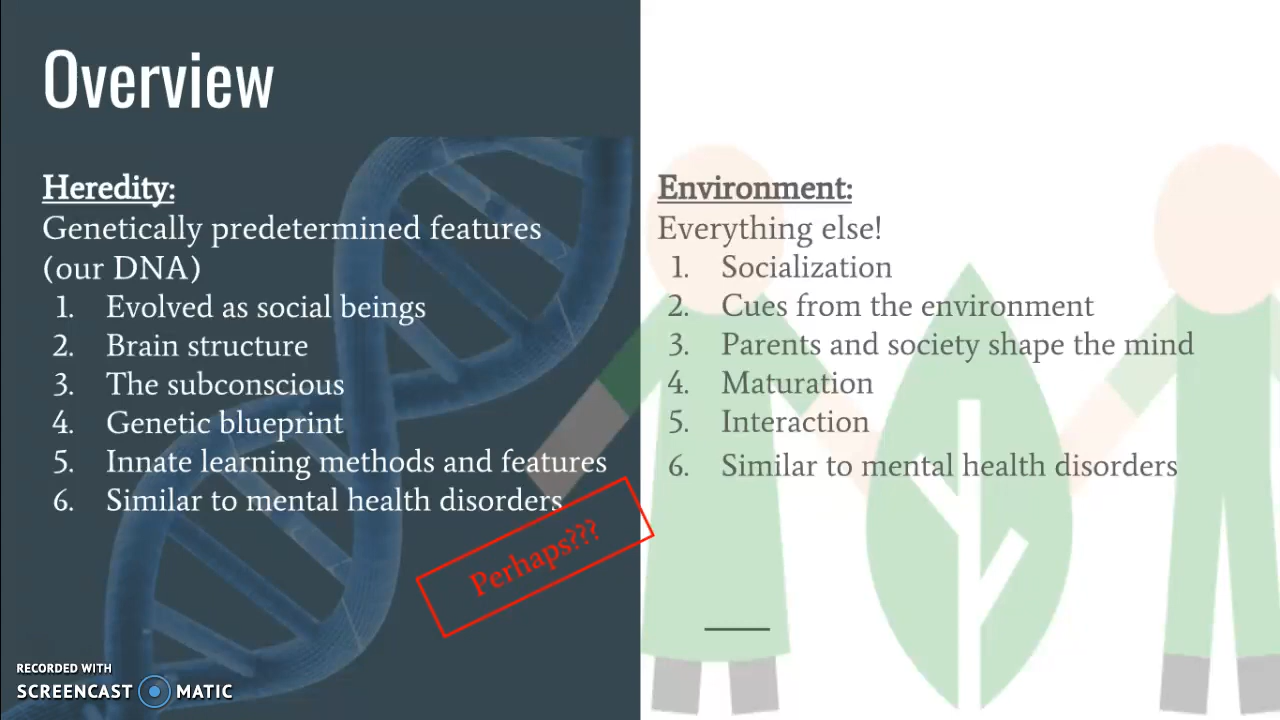 Overview
Heredity:
Genetically predetermined features
(our DNA)
1. Evolved as social beings
2. Brain structure
3. The subconscious
4. Genetic blueprint
5. Innate learning methods and features
6. Similar to mental health disorders
Perhaps???
Environment:
Everything else!
1. Socialization
2. Cues from the environment
3. Parents and society shape the mind
4. Maturation
5. Interaction
6. Similar to mental health disorders
RECORDED WITH
SCREENCAST MATIC